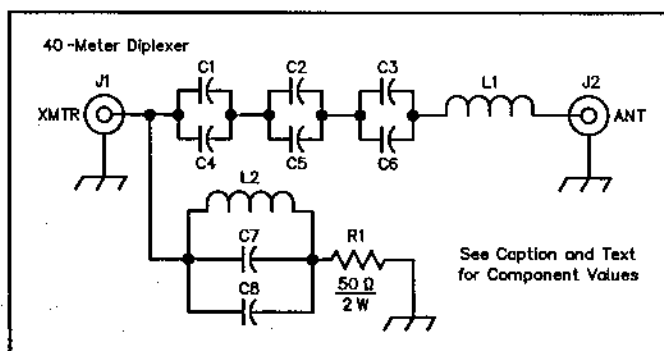 40-Meter Diplexer
J1
XMTR
C1
C4
C2
C5
C3
C6
L1
J2
ANT
L2
C7
C8
R1
50 Ω
2 W
See Caption and Text
for Component Values